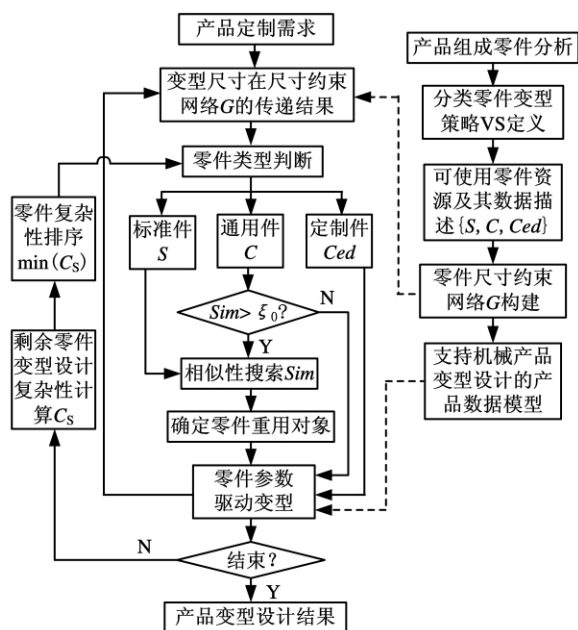 产品定制需求
变型尺寸在尺寸约束
网络G的传递结果
零件类型判断
标准件
S
通用件
C
定制件
Ced
Sim>ξ₀?
N
Y
相似性搜索Sim
确定零件重用对象
零件参数
驱动变型
结束?
N
Y
产品变型设计结果
零件复杂
性排序
min(C_S)
剩余零件
变型设计
复杂性计
算C_S
产品组成零件分析
分类零件变型
策略VS定义
可使用零件资
源及其数据描
述{S, C, Ced}
零件尺寸约束
网络G构建
支持机械产品
变型设计的产
品数据模型